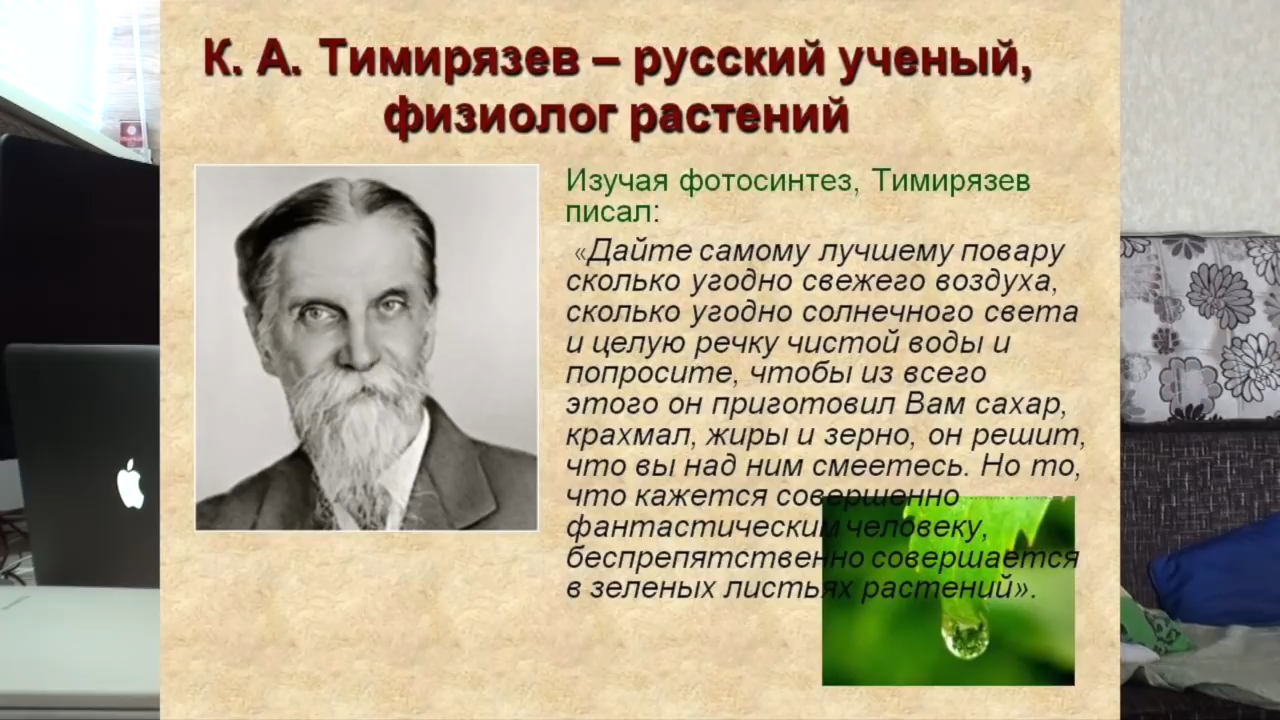 К. А. Тимирязев – русский ученый,
физиолог растений
Изучая фотосинтез, Тимирязев
писал:
«Дайте самому лучшему повару
сколько угодно свежего воздуха,
сколько угодно солнечного света
и целую речку чистой воды и
попросите, чтобы из всего
этого он приготовил Вам сахар,
крахмал, жиры и зерно, он решит,
что вы над ним смеетесь. Но то,
что кажется совершенно
фантастическим человеку,
беспрепятственно совершается
в зеленых листьях растений».